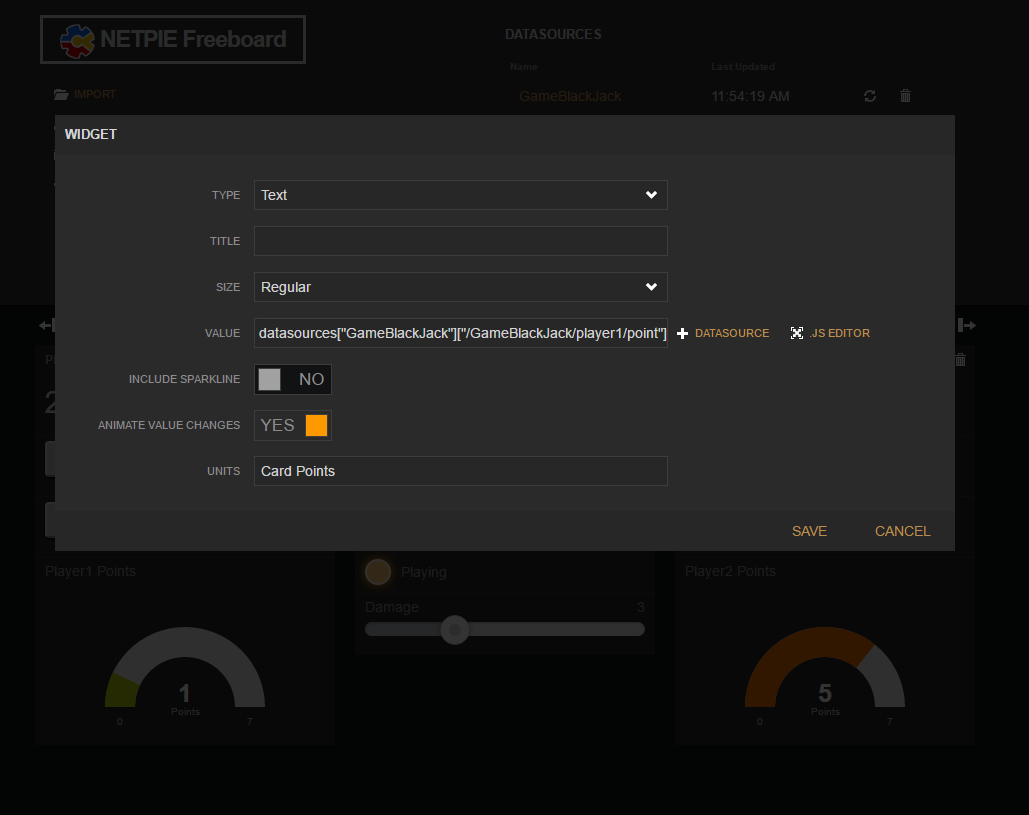 NETPIE Freeboard
DATASOURCES
Name
Last Updated
IMPORT
GameBlackJack
11:54:19 AM
WIDGET
TYPE
Text
TITLE
SIZE
Regular
VALUE
datasources["GameBlackJack"]["/GameBlackJack/player1/point"]
DATASOURCE
.JS EDITOR
INCLUDE SPARKLINE
NO
ANIMATE VALUE CHANGES
YES
UNITS
Card Points
SAVE
CANCEL
Player1 Points
Playing
Player2 Points
Damage
3
1
Points
0
7
5
Points
0
7